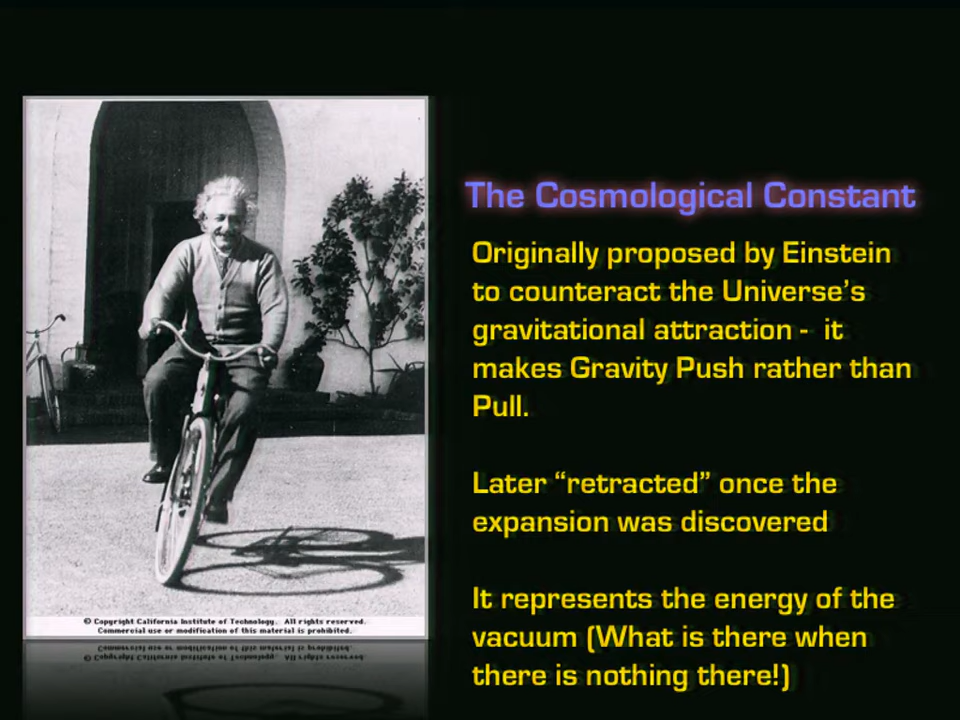 The Cosmological Constant
Originally proposed by Einstein
to counteract the Universe’s
gravitational attraction - it
makes Gravity Push rather than
Pull.
Later “retracted” once the
expansion was discovered
It represents the energy of the
vacuum (What is there when
there is nothing there!)
© Copyright California Institute of Technology. All rights reserved.
Commercial use or modification of this material is prohibited.